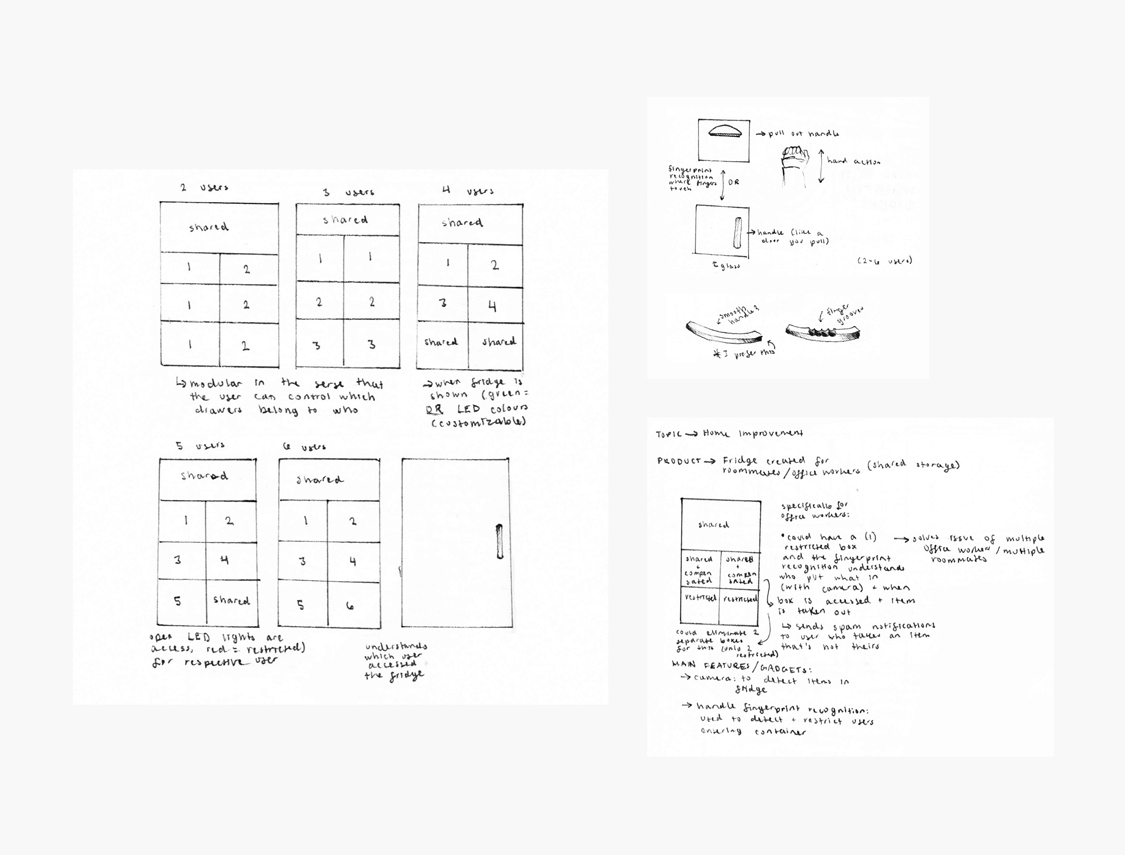 2 users
shared
1 2
1 2
1 2
3 users
shared
1 1
2 2
3 3
4 users
shared
1 2
3 4
shared shared
↳ modular in the sense that
the user can control which
drawers belong to who
→ when fridge is
shown (green =
OR LED colours
(customizable)
5 users
shared
1 2
3 4
5 shared
6 users
shared
1 2
3 4
5 6
open LED lights are
access, red = restricted)
for respective user
understands
which user
accessed
the fridge
→ pull out handle
hand action
fingerprint
recognition
where fingers
touch
OR
→ handle (like a
door you pull)
glass
(2-6 users)
smooth
handle?
finger
grooves
* I prefer this
TOPIC → Home Improvement
PRODUCT → Fridge created for
roommates/office workers (shared storage)
shared
shared
+
compen
sated
shared
+
compen
sated
restricted restricted
could eliminate 2
separate boxes
for this (only 2
restricted)
specifically for
office workers:
• could have a (1)
restricted box
and the fingerprint
recognition understands
who put what in
(with camera) + when
box is accessed + item
is taken out
↳ sends spam notifications
to user who takes an item
that's not theirs
→ solves issue of multiple
office worker/multiple
roommates
MAIN FEATURES/GADGETS:
→ camera: to detect items in
fridge
→ handle fingerprint recognition:
used to detect + restrict users
entering container